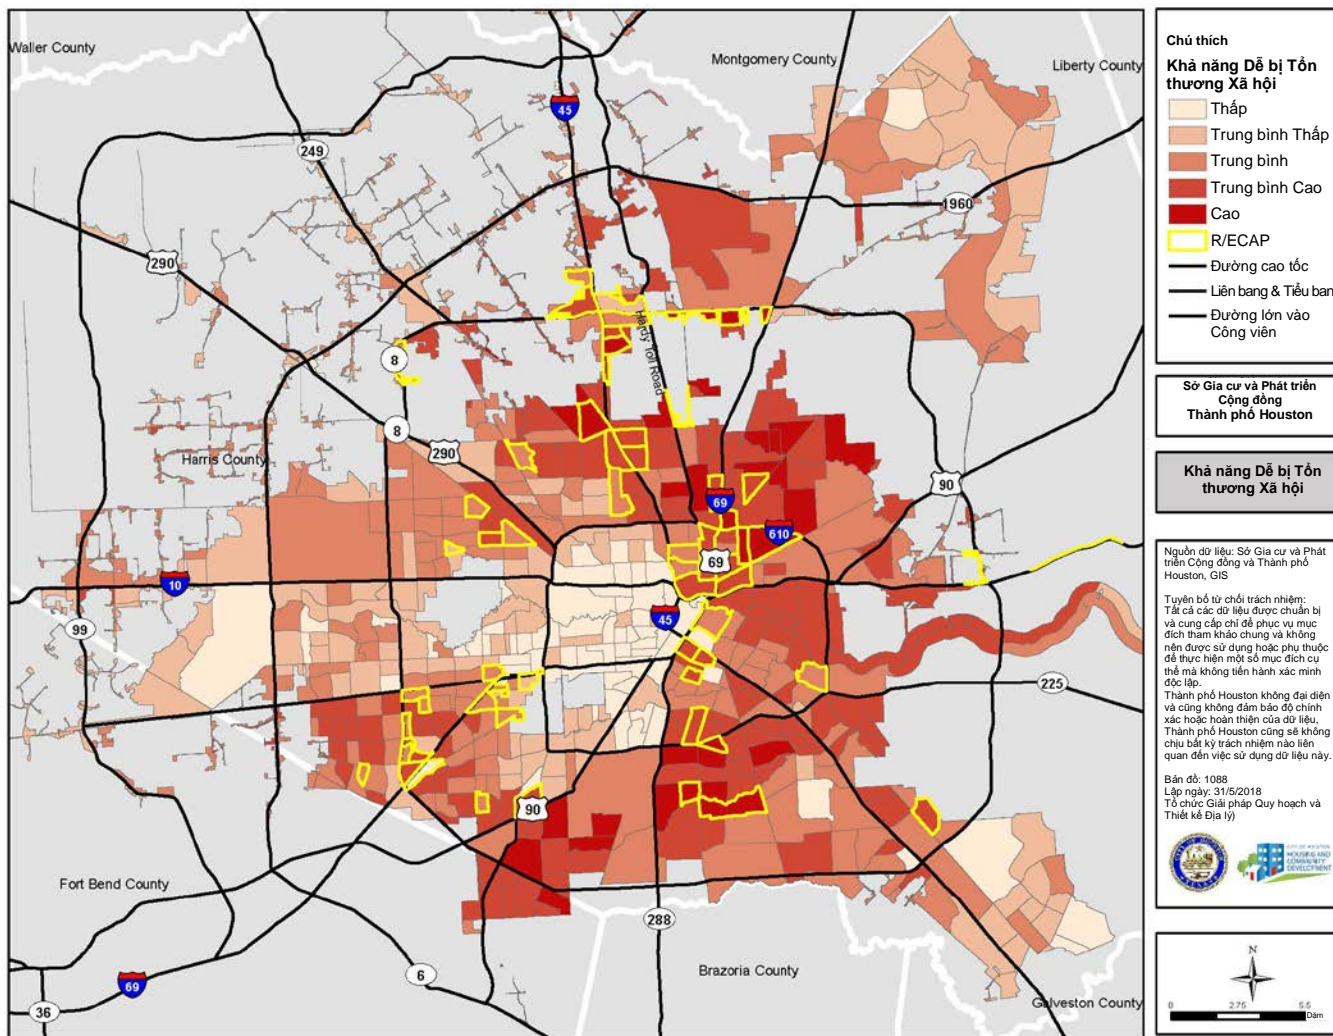 Waller County
Montgomery County
Liberty County
45
249
1960
290
Hardy Toll Road
8
8
290
Harris County
90
69
610
69
10
45
99
225
90
Fort Bend County
288
6
Brazoria County
69
36
Galveston County
Chú thích
Khả năng Dễ bị Tổn
thương Xã hội
Thấp
Trung bình Thấp
Trung bình
Trung bình Cao
Cao
R/ECAP
Đường cao tốc
Liên bang & Tiểu ban
Đường lớn vào
Công viên
Sở Gia cư và Phát triển
Cộng đồng
Thành phố Houston
Khả năng Dễ bị Tổn
thương Xã hội
Nguồn dữ liệu: Sở Gia cư và Phát
triển Cộng đồng và Thành phố
Houston, GIS
Tuyên bố từ chối trách nhiệm:
Tất cả các dữ liệu được chuẩn bị
và cung cấp chỉ để phục vụ mục
đích tham khảo chung và không
nên được sử dụng hoặc phụ thuộc
để thực hiện một số mục đích cụ
thể mà không tiến hành xác minh
độc lập.
Thành phố Houston không đại diện
và cũng không đảm bảo độ chính
xác hoặc hoàn thiện của dữ liệu,
Thành phố Houston cũng sẽ không
chịu bất kỳ trách nhiệm nào liên
quan đến việc sử dụng dữ liệu này.
Bản đồ: 1088
Lập ngày: 31/5/2018
Tổ chức Giải pháp Quy hoạch và
Thiết kế Địa lý)
CITY OF HOUSTON
HOUSING AND
COMMUNITY
DEVELOPMENT
N
0 2.75 5.5
Dặm